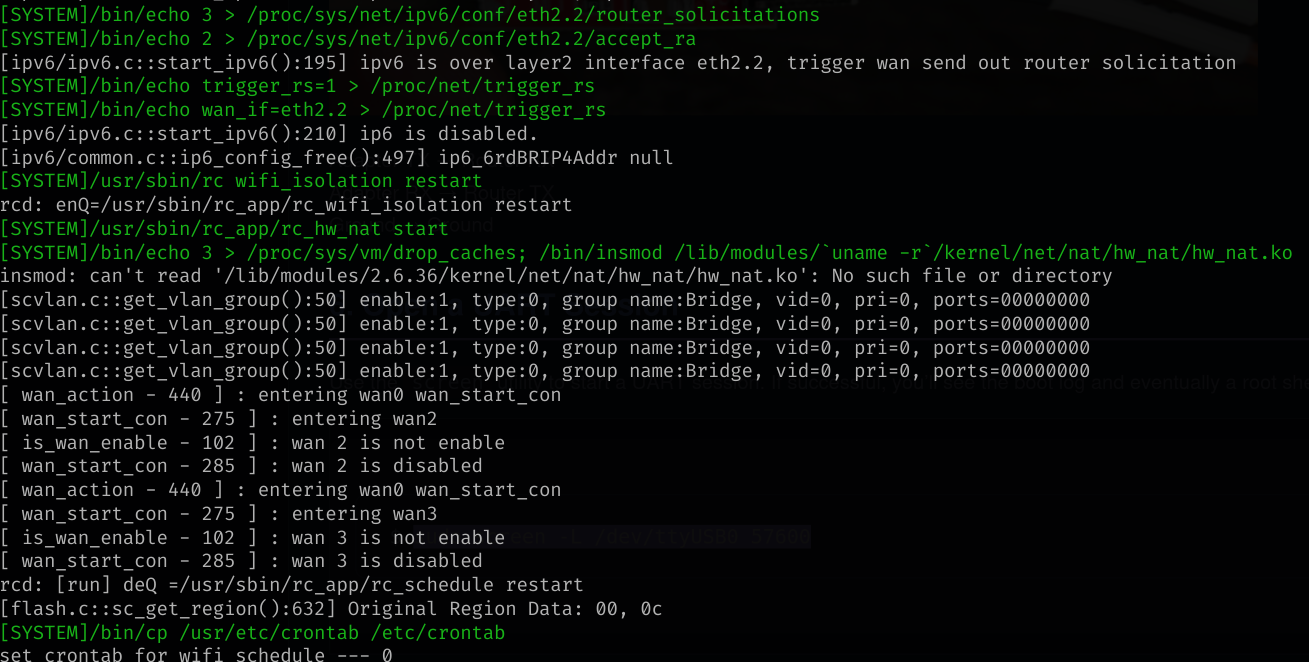 [SYSTEM]/bin/echo 3 > /proc/sys/net/ipv6/conf/eth2.2/router_solicitations
[SYSTEM]/bin/echo 2 > /proc/sys/net/ipv6/conf/eth2.2/accept_ra
[ipv6/ipv6.c::start_ipv6():195] ipv6 is over layer2 interface eth2.2, trigger wan send out router solicitation
[SYSTEM]/bin/echo trigger_rs=1 > /proc/net/trigger_rs
[SYSTEM]/bin/echo wan_if=eth2.2 > /proc/net/trigger_rs
[ipv6/ipv6.c::start_ipv6():210] ip6 is disabled.
[ipv6/common.c::ip6_config_free():497] ip6_6rdBRIP4Addr null
[SYSTEM]/usr/sbin/rc wifi_isolation restart
rcd: enQ=/usr/sbin/rc_app/rc_wifi_isolation restart
[SYSTEM]/usr/sbin/rc_app/rc_hw_nat start
[SYSTEM]/bin/echo 3 > /proc/sys/vm/drop_caches; /bin/insmod /lib/modules/`uname -r`/kernel/net/nat/hw_nat/hw_nat.ko
insmod: can't read '/lib/modules/2.6.36/kernel/net/nat/hw_nat/hw_nat.ko': No such file or directory
[scvlan.c::get_vlan_group():50] enable:1, type:0, group name:Bridge, vid=0, pri=0, ports=00000000
[scvlan.c::get_vlan_group():50] enable:1, type:0, group name:Bridge, vid=0, pri=0, ports=00000000
[scvlan.c::get_vlan_group():50] enable:1, type:0, group name:Bridge, vid=0, pri=0, ports=00000000
[scvlan.c::get_vlan_group():50] enable:1, type:0, group name:Bridge, vid=0, pri=0, ports=00000000
[ wan_action - 440 ] : entering wan0 wan_start_con
[ wan_start_con - 275 ] : entering wan2
[ is_wan_enable - 102 ] : wan 2 is not enable
[ wan_start_con - 285 ] : wan 2 is disabled
[ wan_action - 440 ] : entering wan0 wan_start_con
[ wan_start_con - 275 ] : entering wan3
[ is_wan_enable - 102 ] : wan 3 is not enable
[ wan_start_con - 285 ] : wan 3 is disabled
rcd: [run] deQ =/usr/sbin/rc_app/rc_schedule restart
[flash.c::sc_get_region():632] Original Region Data: 00, 0c
[SYSTEM]/bin/cp /usr/etc/crontab /etc/crontab
set crontab for wifi schedule --- 0